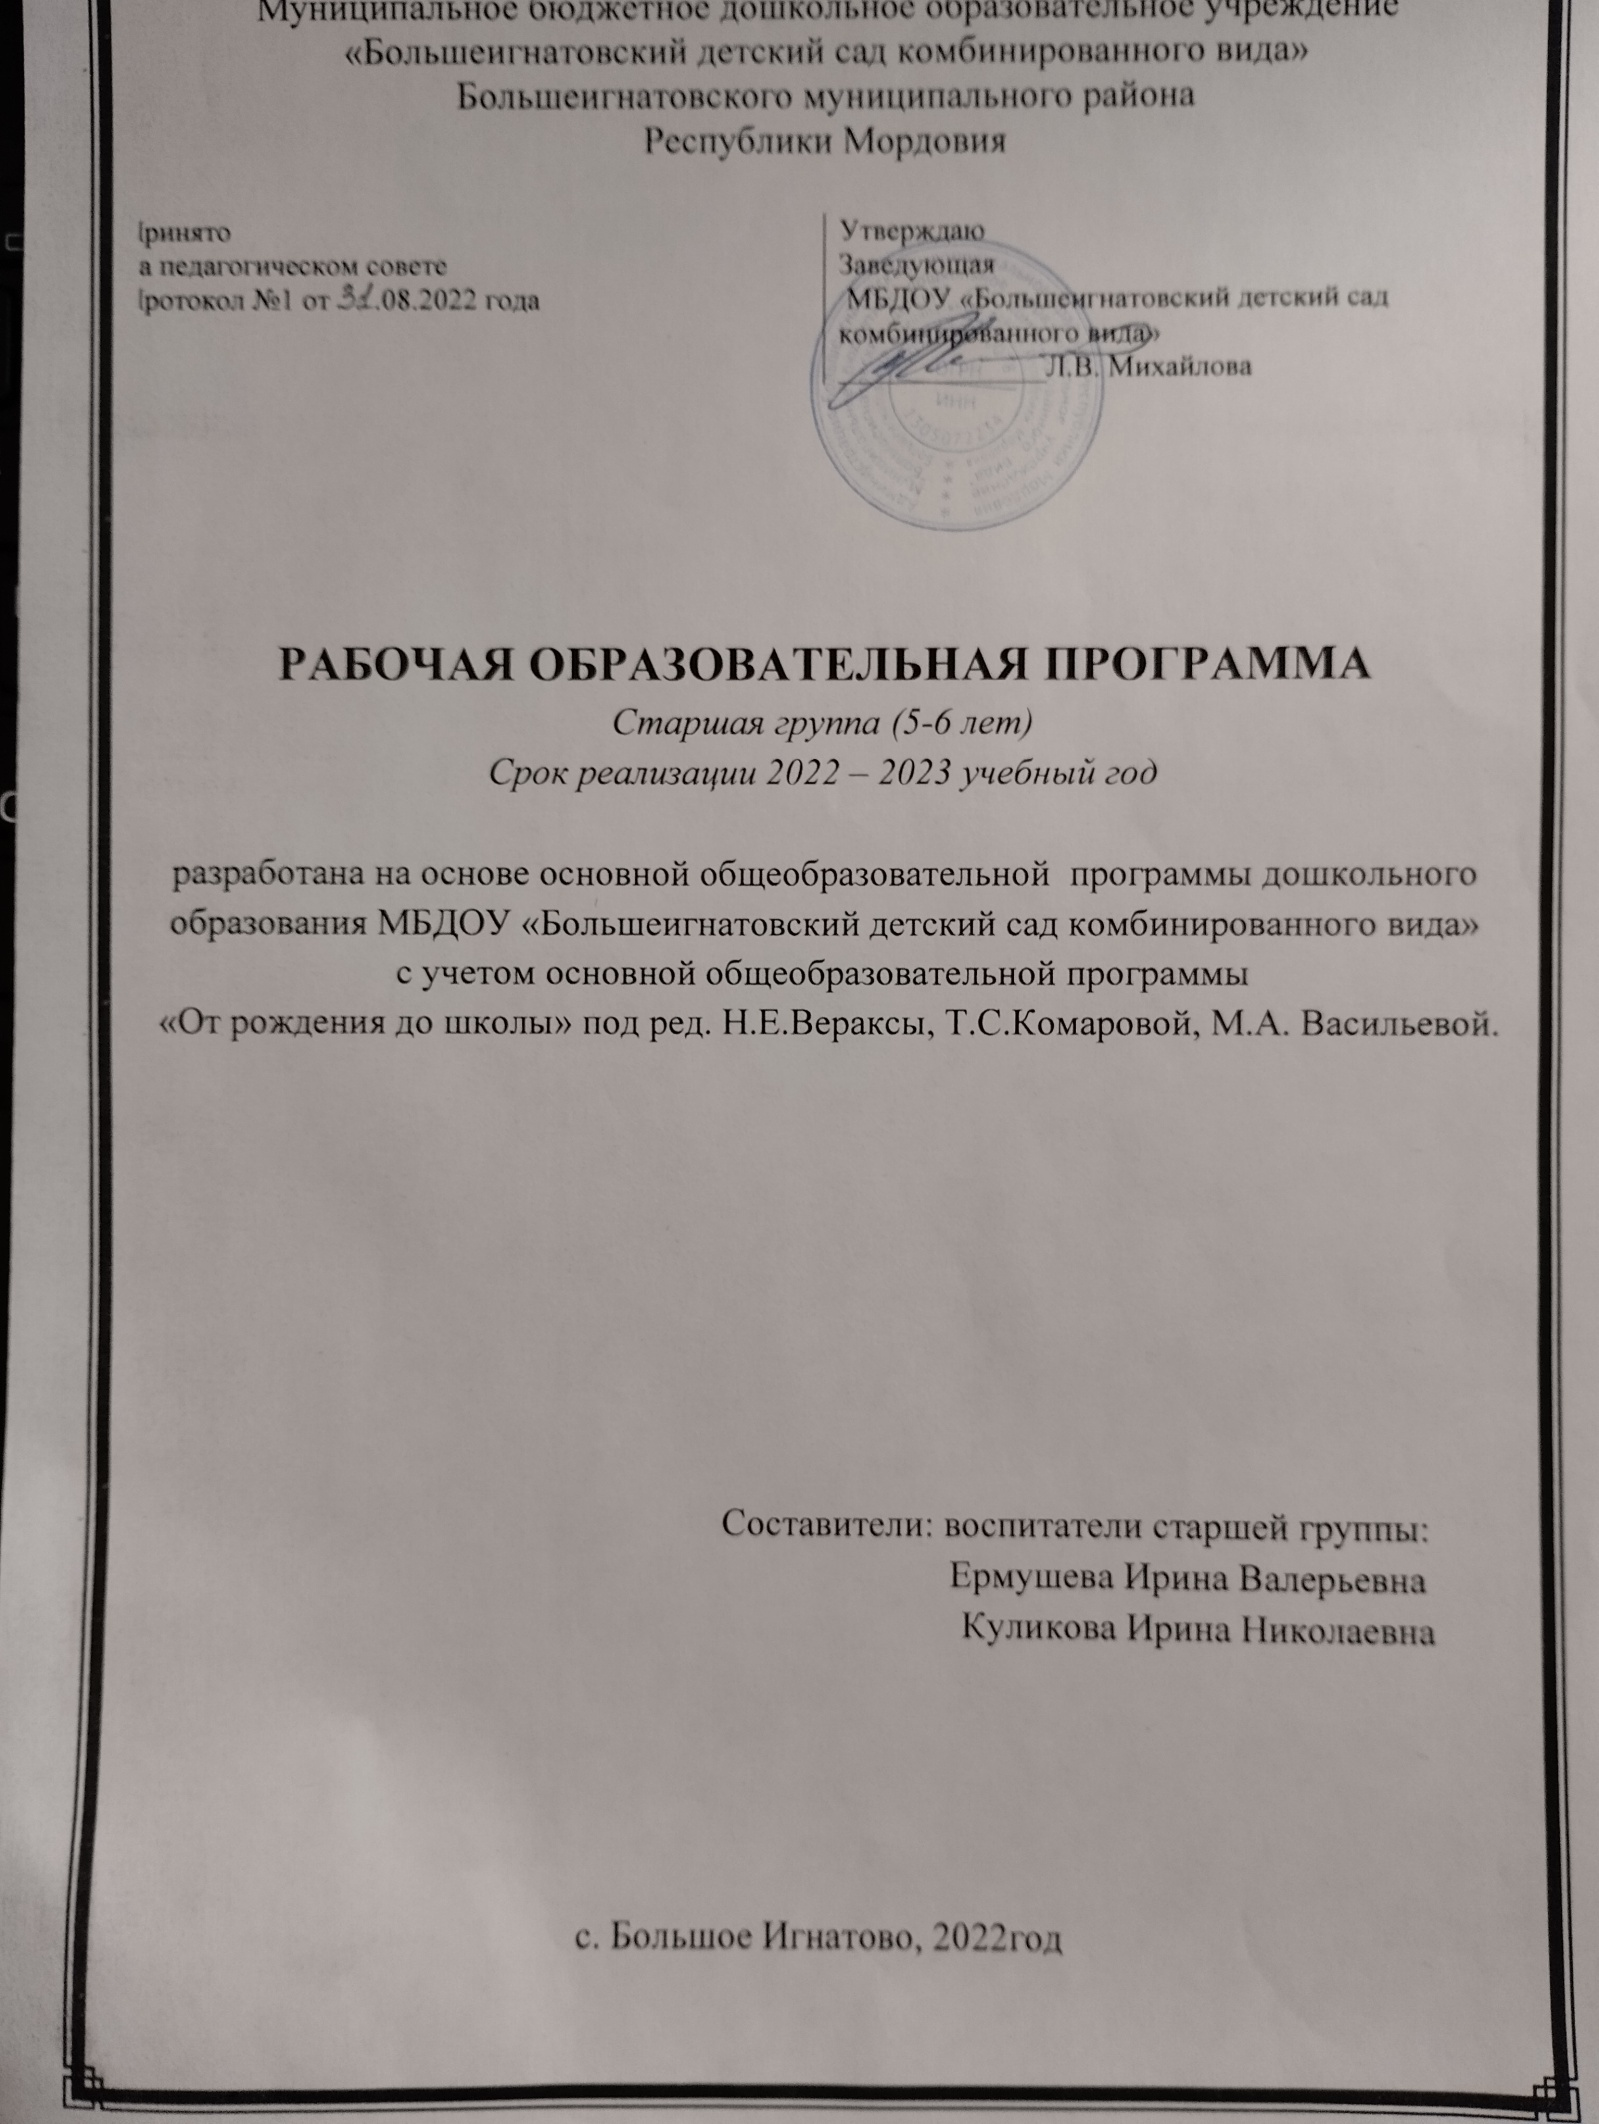 Муниципальное бюджетное дошкольное образовательное учреждение
«Большеигнатовский детский сад комбинированного вида»
Большеигнатовского муниципального района
Республики Мордовия
ринято
а педагогическом совете
ротокол №1 от 31.08.2022 года
Утверждаю
Заведующая
МБДОУ «Большеигнатовский детский сад
комбинированного вида»
Л.В. Михайлова
ИНН
РАБОЧАЯ ОБРАЗОВАТЕЛЬНАЯ ПРОГРАММА
Старшая группа (5-6 лет)
Срок реализации 2022 – 2023 учебный год
разработана на основе основной общеобразовательной программы дошкольного
образования МБДОУ «Большеигнатовский детский сад комбинированного вида»
с учетом основной общеобразовательной программы
«От рождения до школы» под ред. Н.Е.Вераксы, Т.С.Комаровой, М.А. Васильевой.
Составители: воспитатели старшей группы:
Ермушева Ирина Валерьевна
Куликова Ирина Николаевна
с. Большое Игнатово, 2022год